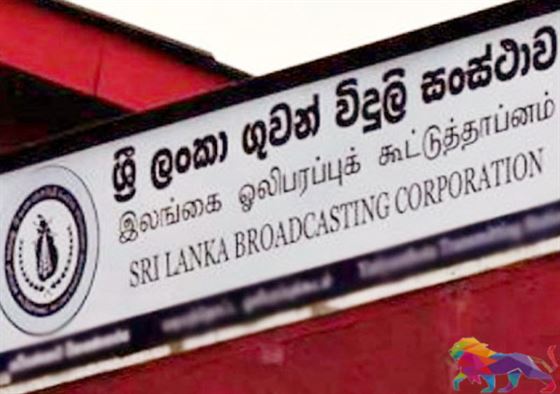 ශ්‍රී ලංකා ගුවන් විදුලි සංස්ථාව
இலங்கை ஒலிபரப்புக் கூட்டுத்தாபனம்
SRI LANKA BROADCASTING CORPORATION